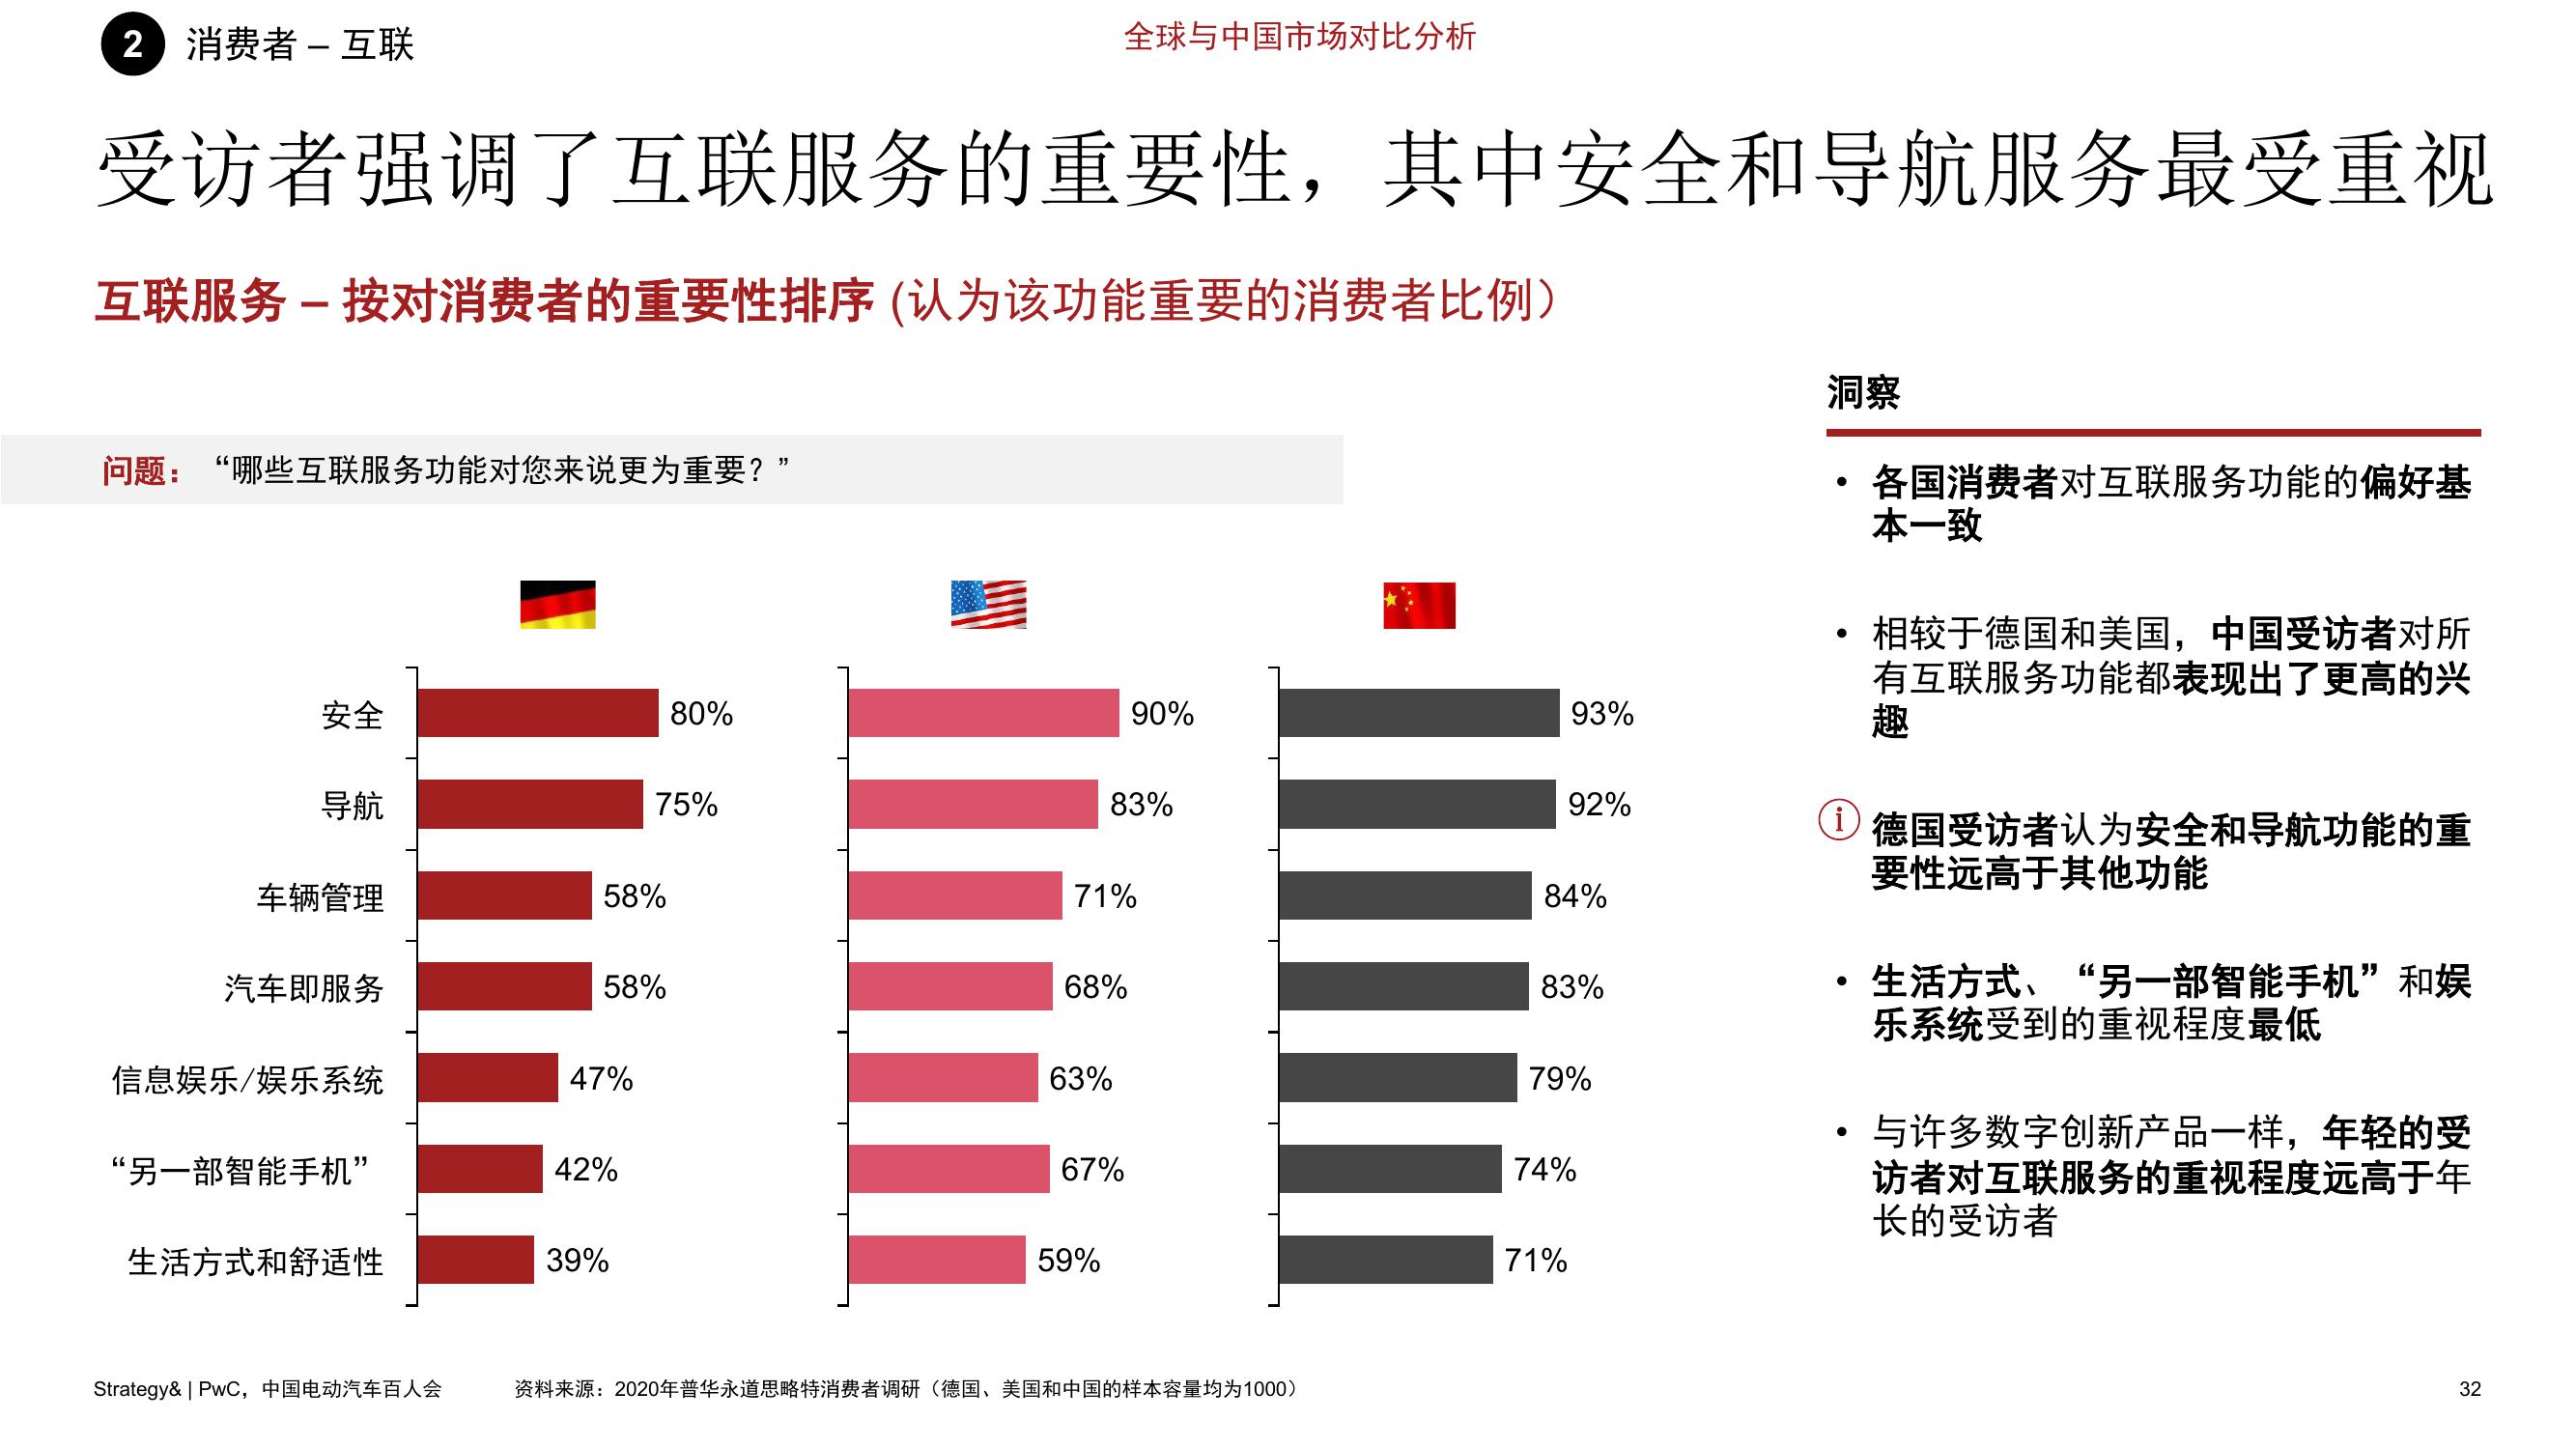 2 消费者 – 互联
全球与中国市场对比分析
受访者强调了互联服务的重要性，其中安全和导航服务最受重视
互联服务 – 按对消费者的重要性排序 (认为该功能重要的消费者比例）
问题： “哪些互联服务功能对您来说更为重要？”
安全 80% 90% 93%
导航 75% 83% 92%
车辆管理 58% 71% 84%
汽车即服务 58% 68% 83%
信息娱乐/娱乐系统 47% 63% 79%
“另一部智能手机” 42% 67% 74%
生活方式和舒适性 39% 59% 71%
洞察
• 各国消费者对互联服务功能的偏好基
本一致
• 相较于德国和美国，中国受访者对所
有互联服务功能都表现出了更高的兴
趣
i 德国受访者认为安全和导航功能的重
要性远高于其他功能
• 生活方式、“另一部智能手机”和娱
乐系统受到的重视程度最低
• 与许多数字创新产品一样，年轻的受
访者对互联服务的重视程度远高于年
长的受访者
Strategy& | PwC，中国电动汽车百人会
资料来源：2020年普华永道思略特消费者调研（德国、美国和中国的样本容量均为1000）
32